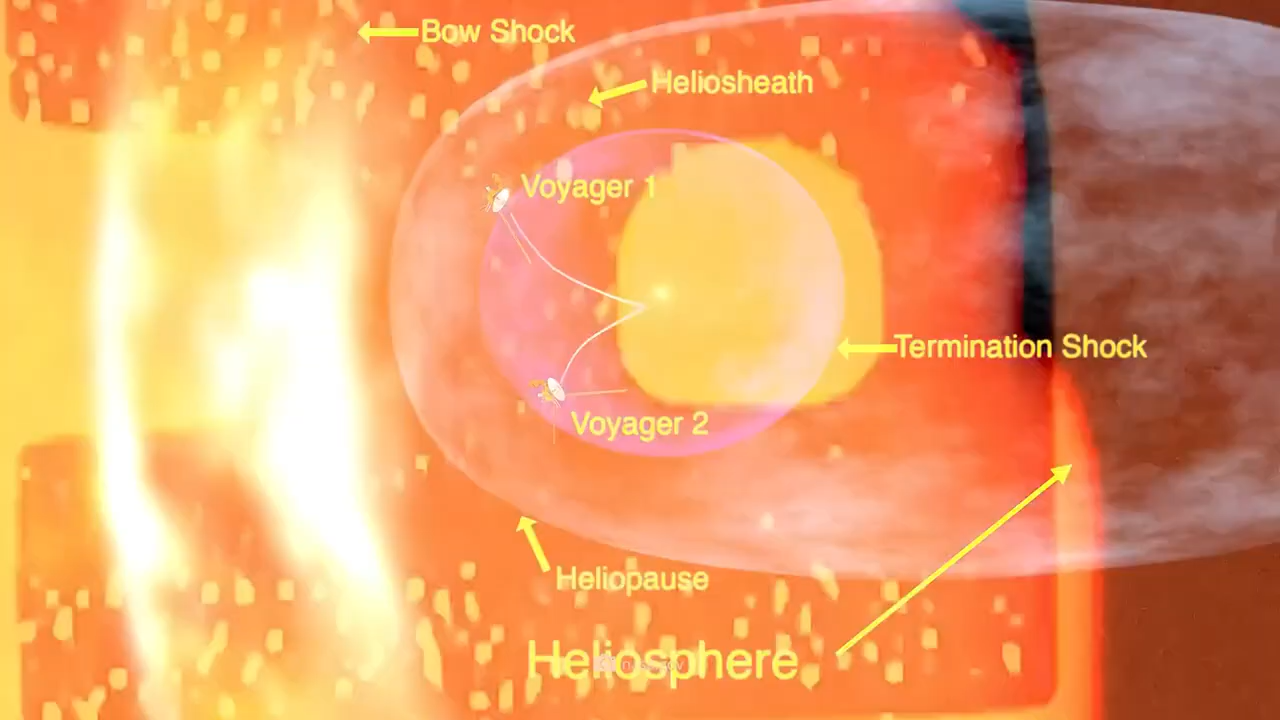 Bow Shock
Heliosheath
Voyager 1
Termination Shock
Voyager 2
Heliopause
Heliosphere